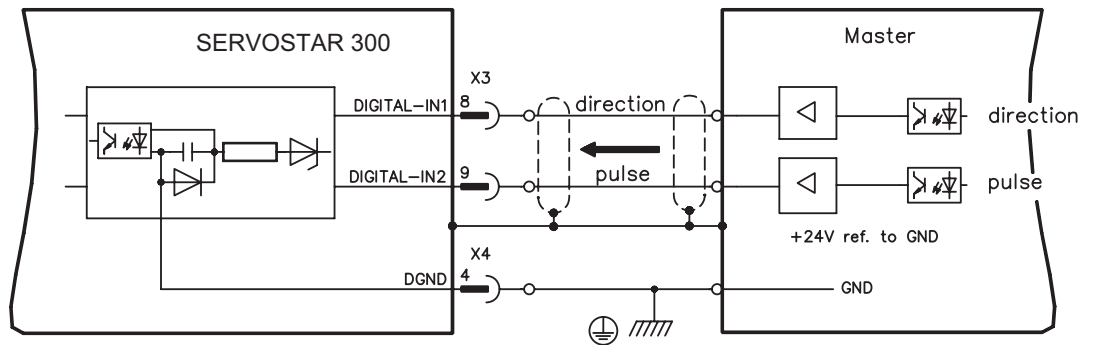 SERVOSTAR 300
Master
X3
DIGITAL-IN1 8 direction direction
pulse
DIGITAL-IN2 9 pulse
+24V ref. to GND
X4
DGND 4 GND